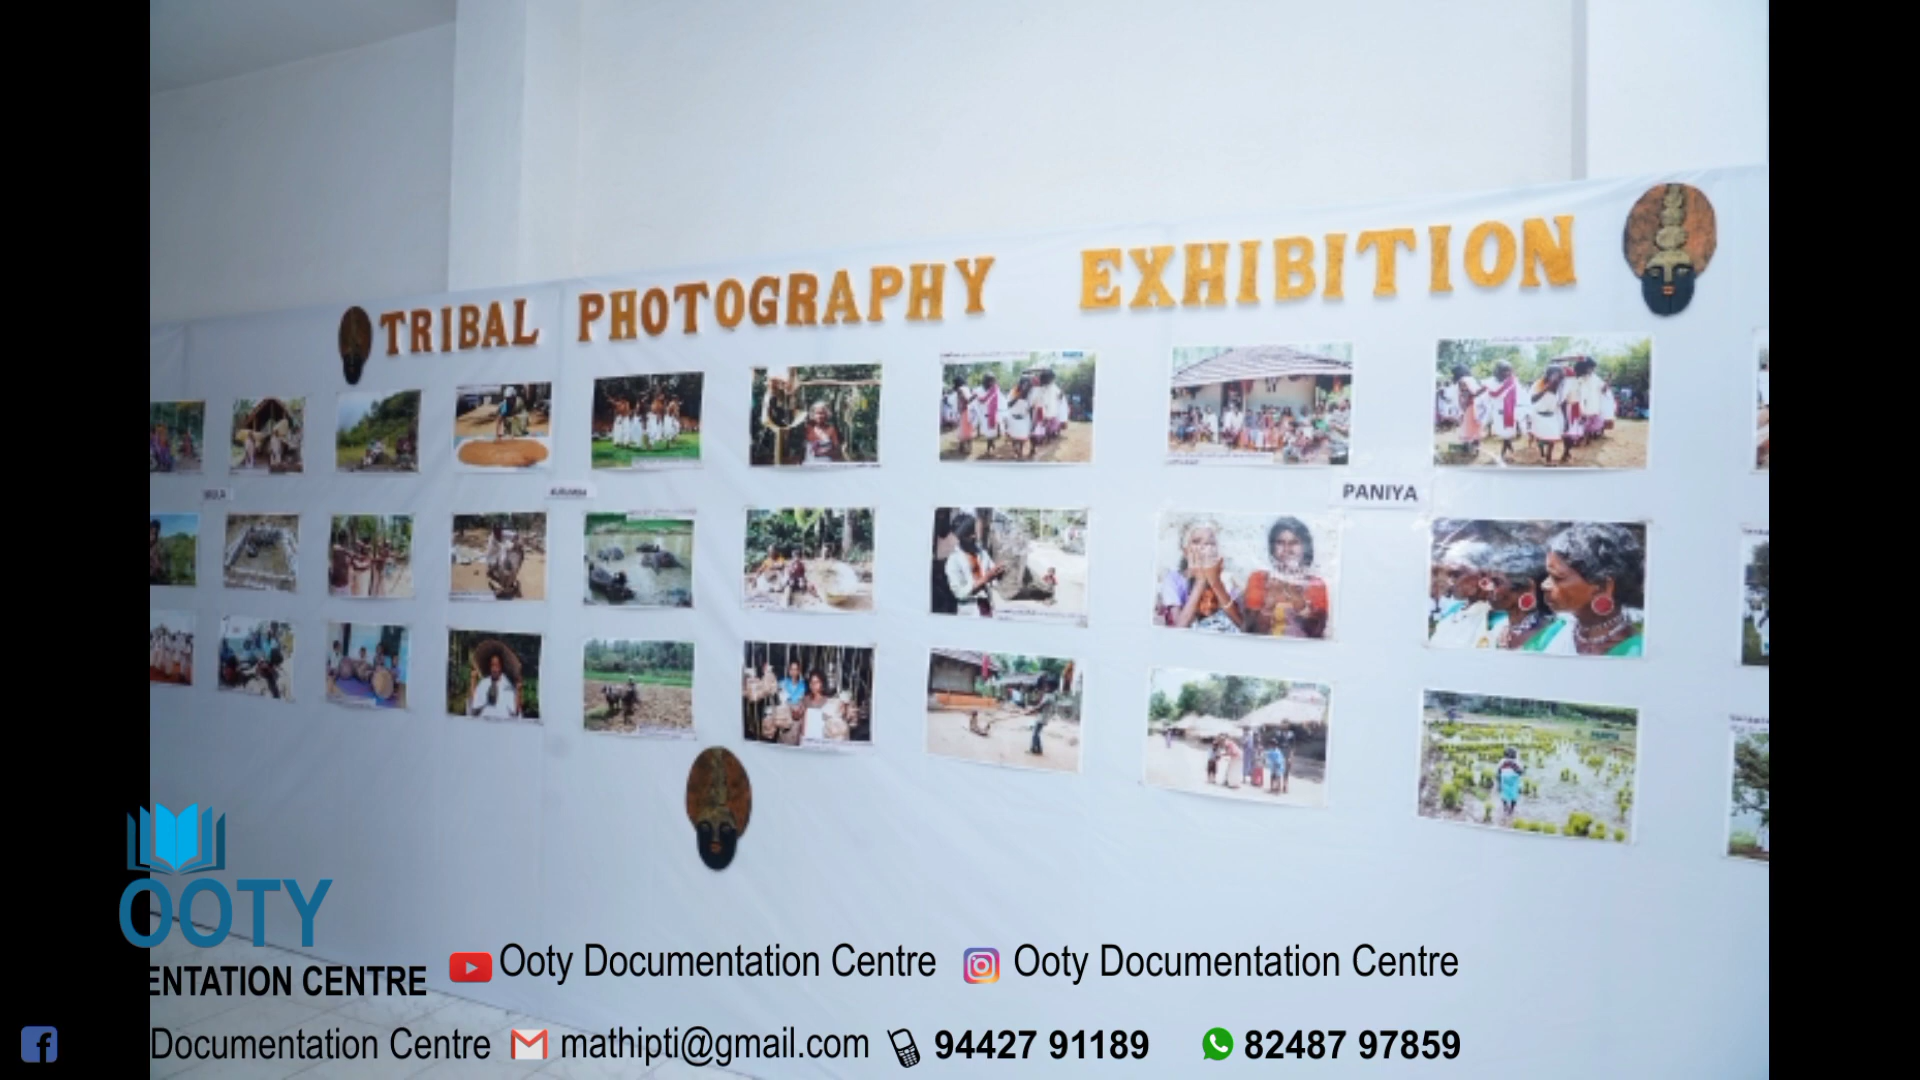 TRIBAL PHOTOGRAPHY EXHIBITION
PANIYA
OOTY
ENTATION CENTRE
Ooty Documentation Centre
Ooty Documentation Centre
Documentation Centre
mathipti@gmail.com
94427 91189
82487 97859